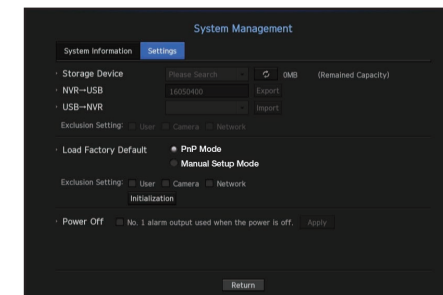 System Management
System Information Settings
Storage Device Please Search 0MB (Remained Capacity)
NVR→USB 16050400 Export
USB→NVR Import
Exclusion Setting: User Camera Network
Load Factory Default PnP Mode
Manual Setup Mode
Exclusion Setting: User Camera Network
Initialization
Power Off No. 1 alarm output used when the power is off. Apply
Return